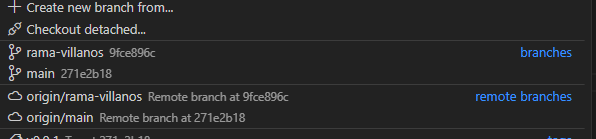 Create new branch from...
Checkout detached...
rama-villanos 9fce896c branches
main 271e2b18
origin/rama-villanos Remote branch at 9fce896c remote branches
origin/main Remote branch at 271e2b18